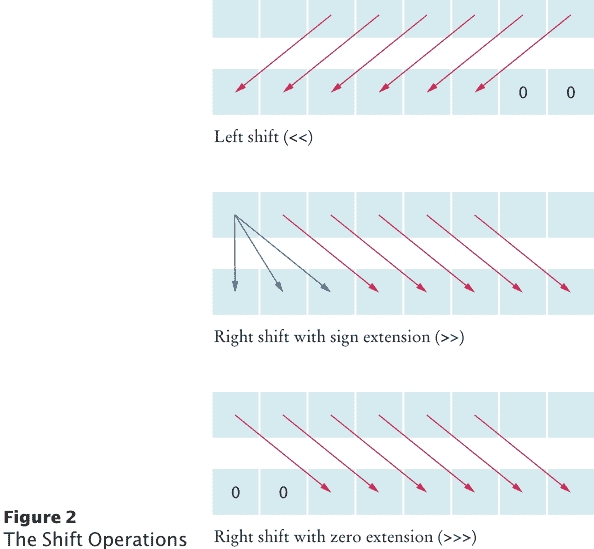 0 0
Left shift (<<)
Right shift with sign extension (>>)
0 0
Figure 2
The Shift Operations
Right shift with zero extension (>>>)